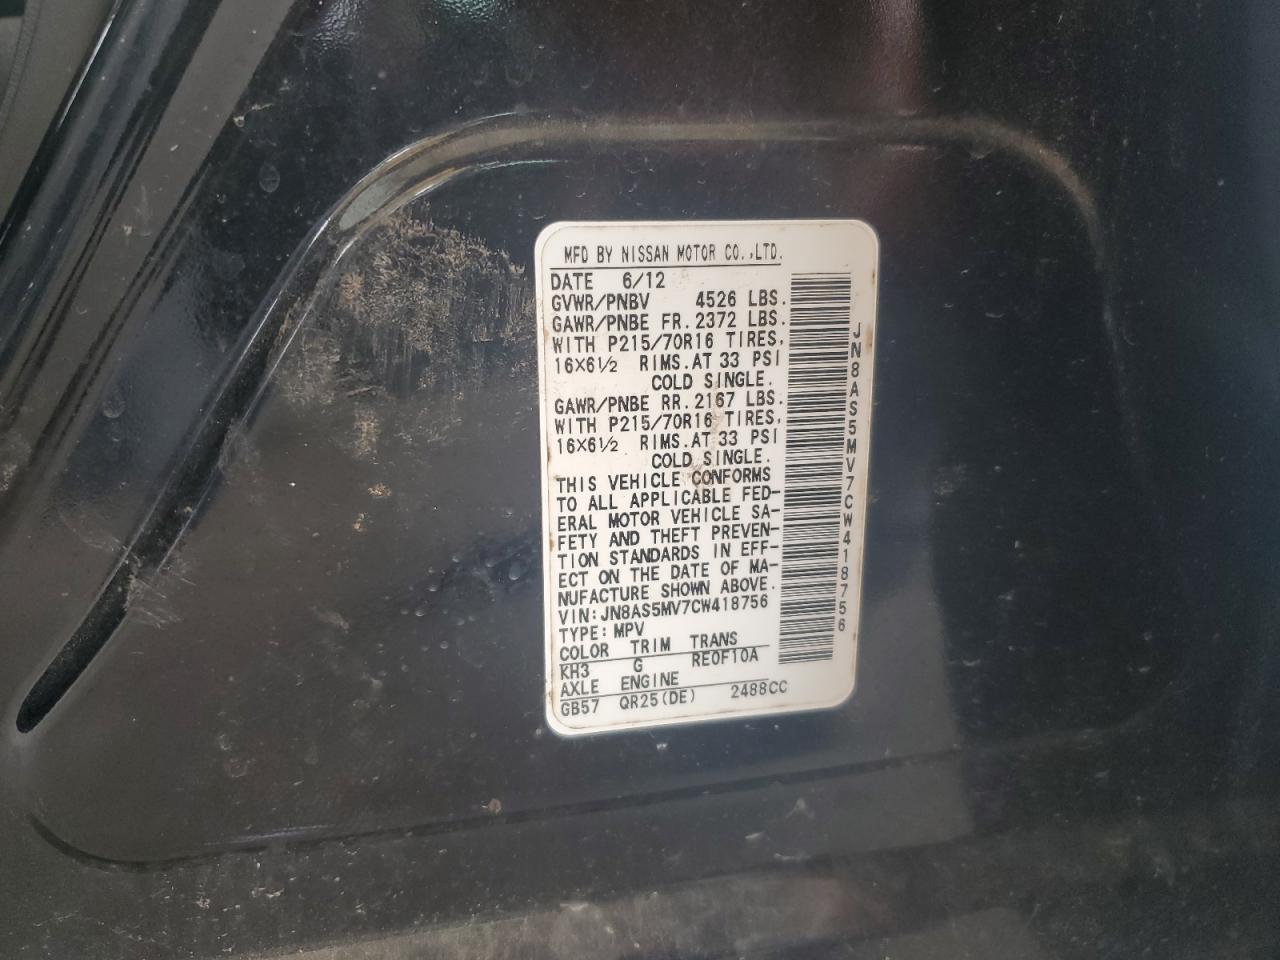 MFD BY NISSAN MOTOR CO.,LTD.
DATE 6/12
GVWR/PNBV 4526 LBS.
GAWR/PNBE FR.2372 LBS.
WITH P215/70R16 TIRES,
16X6½ RIMS.AT 33 PSI
COLD SINGLE.
GAWR/PNBE RR.2167 LBS.
WITH P215/70R16 TIRES,
16X6½ RIMS.AT 33 PSI
COLD SINGLE.
THIS VEHICLE CONFORMS
TO ALL APPLICABLE FED-
ERAL MOTOR VEHICLE SA-
FETY AND THEFT PREVEN-
TION STANDARDS IN EFF-
ECT ON THE DATE OF MA-
NUFACTURE SHOWN ABOVE.
VIN:JN8AS5MV7CW418756
TYPE:MPV
COLOR TRIM TRANS
KH3 G RE0F10A
AXLE ENGINE
GB57 QR25(DE) 2488CC
JN8AS5MV7CW418756